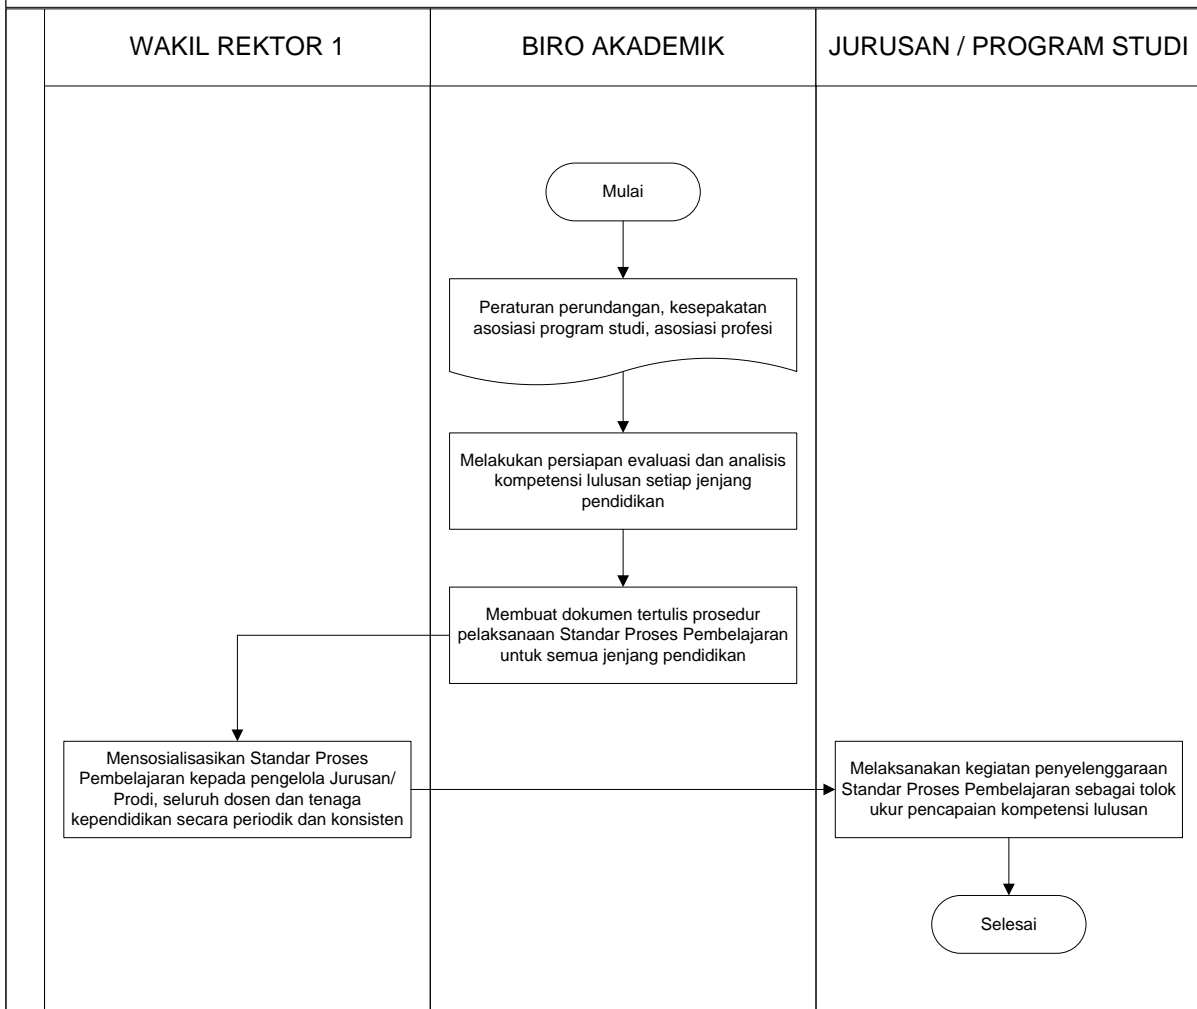 WAKIL REKTOR 1
BIRO AKADEMIK
JURUSAN / PROGRAM STUDI
Mulai
Peraturan perundangan, kesepakatan
asosiasi program studi, asosiasi profesi
Melakukan persiapan evaluasi dan analisis
kompetensi lulusan setiap jenjang
pendidikan
Membuat dokumen tertulis prosedur
pelaksanaan Standar Proses Pembelajaran
untuk semua jenjang pendidikan
Mensosialisasikan Standar Proses
Pembelajaran kepada pengelola Jurusan/
Prodi, seluruh dosen dan tenaga
kependidikan secara periodik dan konsisten
Melaksanakan kegiatan penyelenggaraan
Standar Proses Pembelajaran sebagai tolok
ukur pencapaian kompetensi lulusan
Selesai